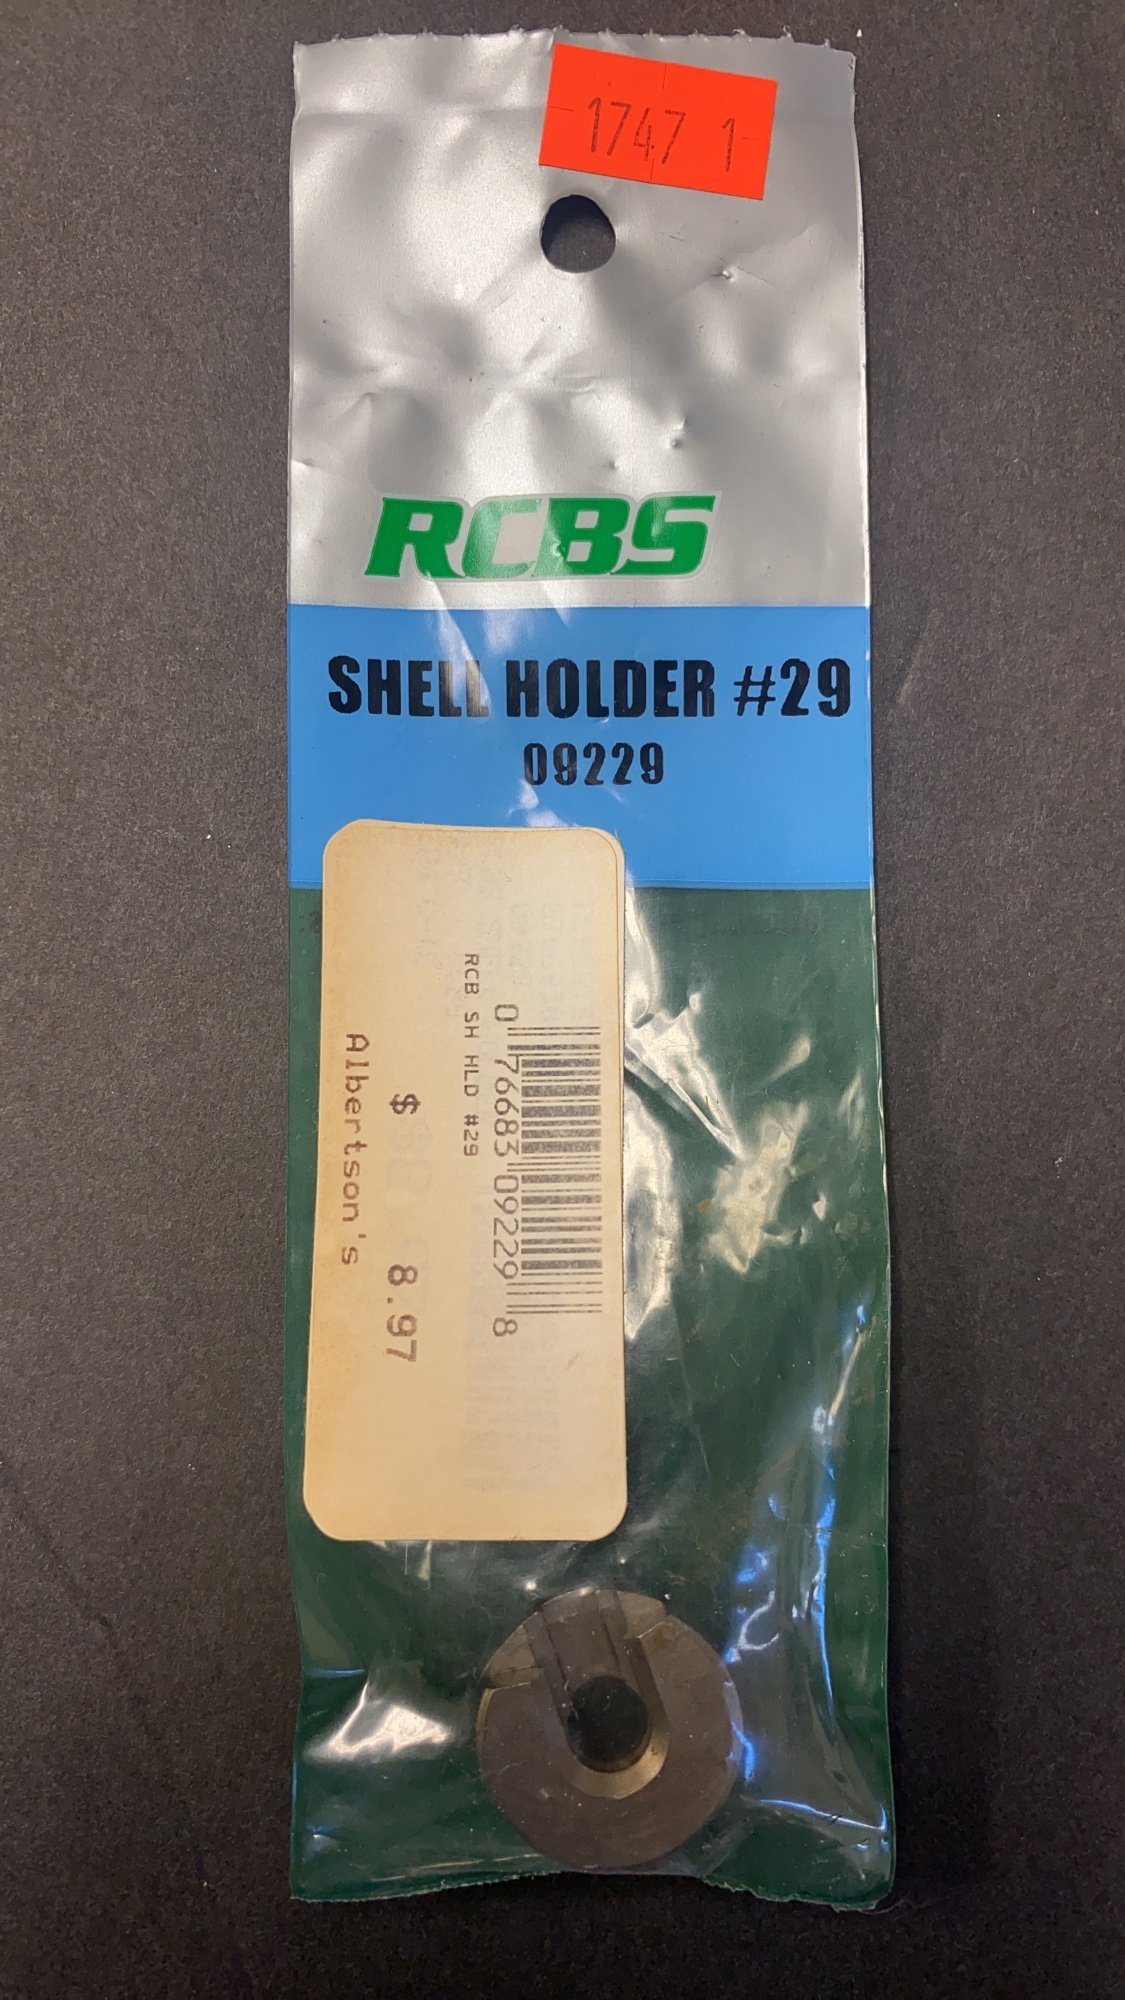 1747 1
RCBS
SHELL HOLDER #29
09229
0 76683 09229 8
RCB SH HLD #29
$ 8.97
Albertson's